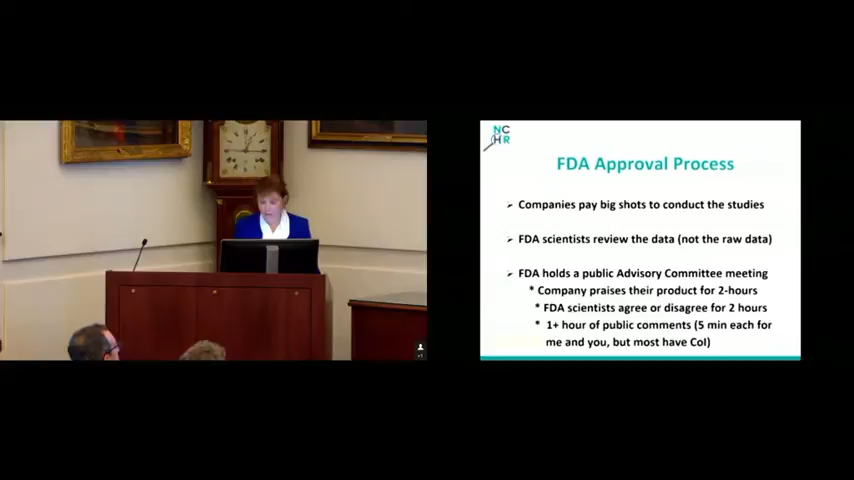 NC
HR
FDA Approval Process
➢ Companies pay big shots to conduct the studies
➢ FDA scientists review the data (not the raw data)
➢ FDA holds a public Advisory Committee meeting
* Company praises their product for 2-hours
* FDA scientists agree or disagree for 2 hours
* 1+ hour of public comments (5 min each for
me and you, but most have CoI)